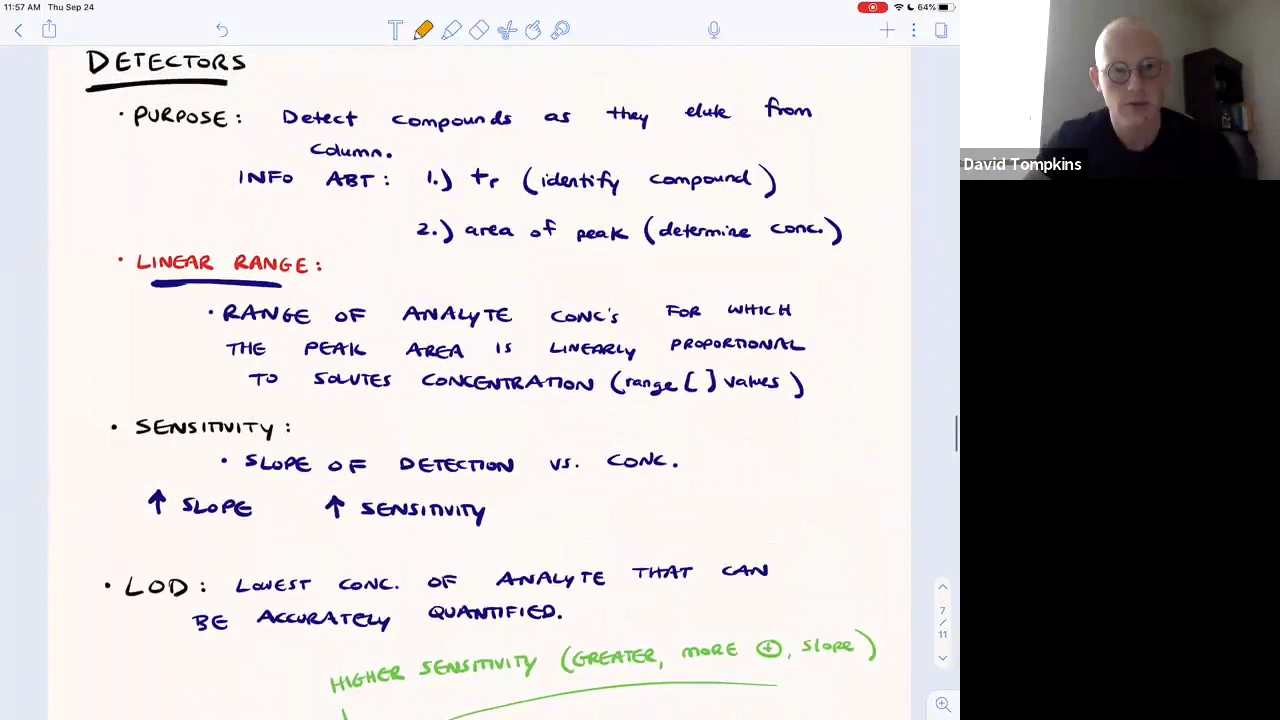 11:57 AM Thu Sep 24
64%
DETECTORS
• PURPOSE: Detect compounds as they elute from
column.
INFO ABT: 1.) tr (identify compound)
2.) area of peak (determine conc.)
• LINEAR RANGE:
• RANGE OF ANALYTE CONC'S FOR WHICH
THE PEAK AREA IS LINEARLY PROPORTIONAL
TO SOLUTES CONCENTRATION (range [ ] values)
• SENSITIVITY:
• SLOPE OF DETECTION VS. CONC.
↑ SLOPE ↑ SENSITIVITY
• LOD: LOWEST CONC. OF ANALYTE THAT CAN
BE ACCURATELY QUANTIFIED.
HIGHER SENSITIVITY (GREATER, MORE ⊕, SLOPE)
7
/
11
David Tompkins